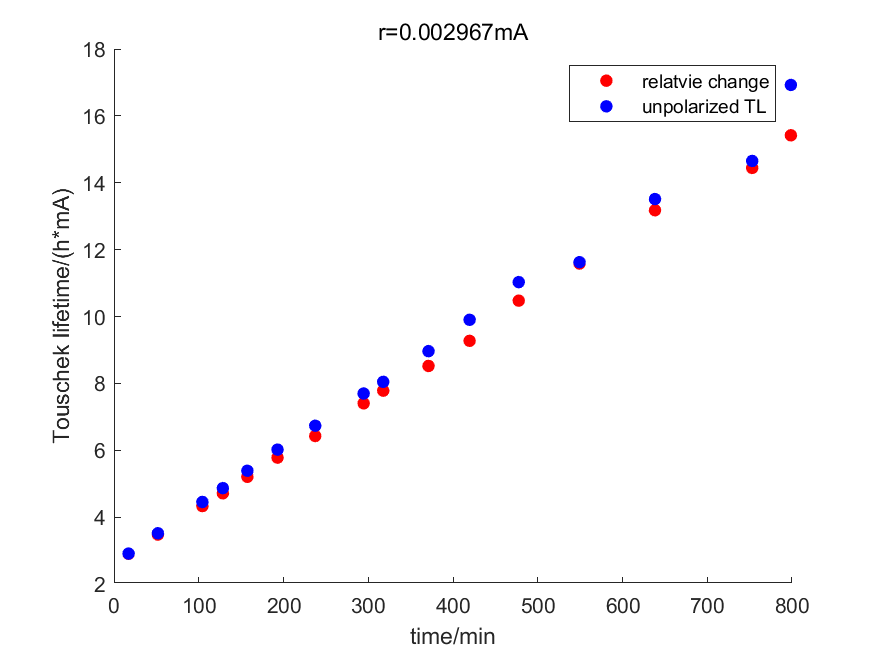 r=0.002967mA
relatvie change
unpolarized TL
Touschek lifetime/(h*mA)
18
16
14
12
10
8
6
4
2
0 100 200 300 400 500 600 700 800
time/min